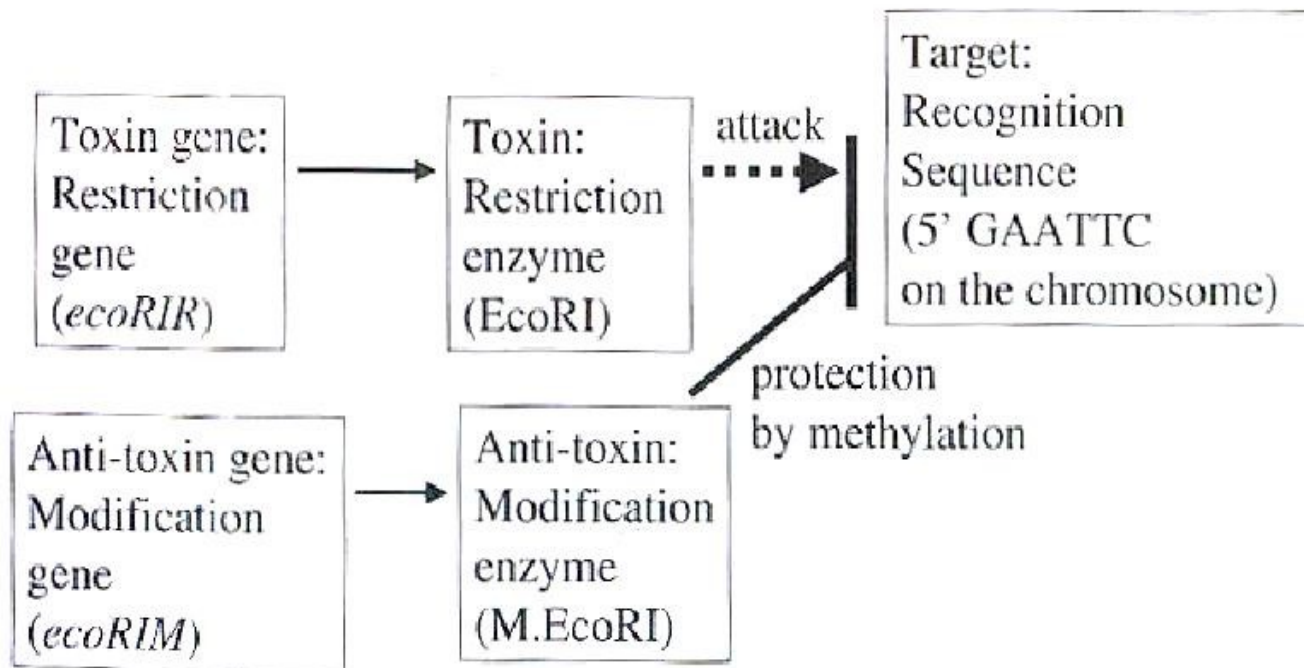 Toxin gene:
Restriction
gene
(ecoRIR)
Toxin:
Restriction
enzyme
(EcoRI)
attack
Target:
Recognition
Sequence
(5' GAATTC
on the chromosome)
protection
by methylation
Anti-toxin gene:
Modification
gene
(ecoRIM)
Anti-toxin:
Modification
enzyme
(M.EcoRI)